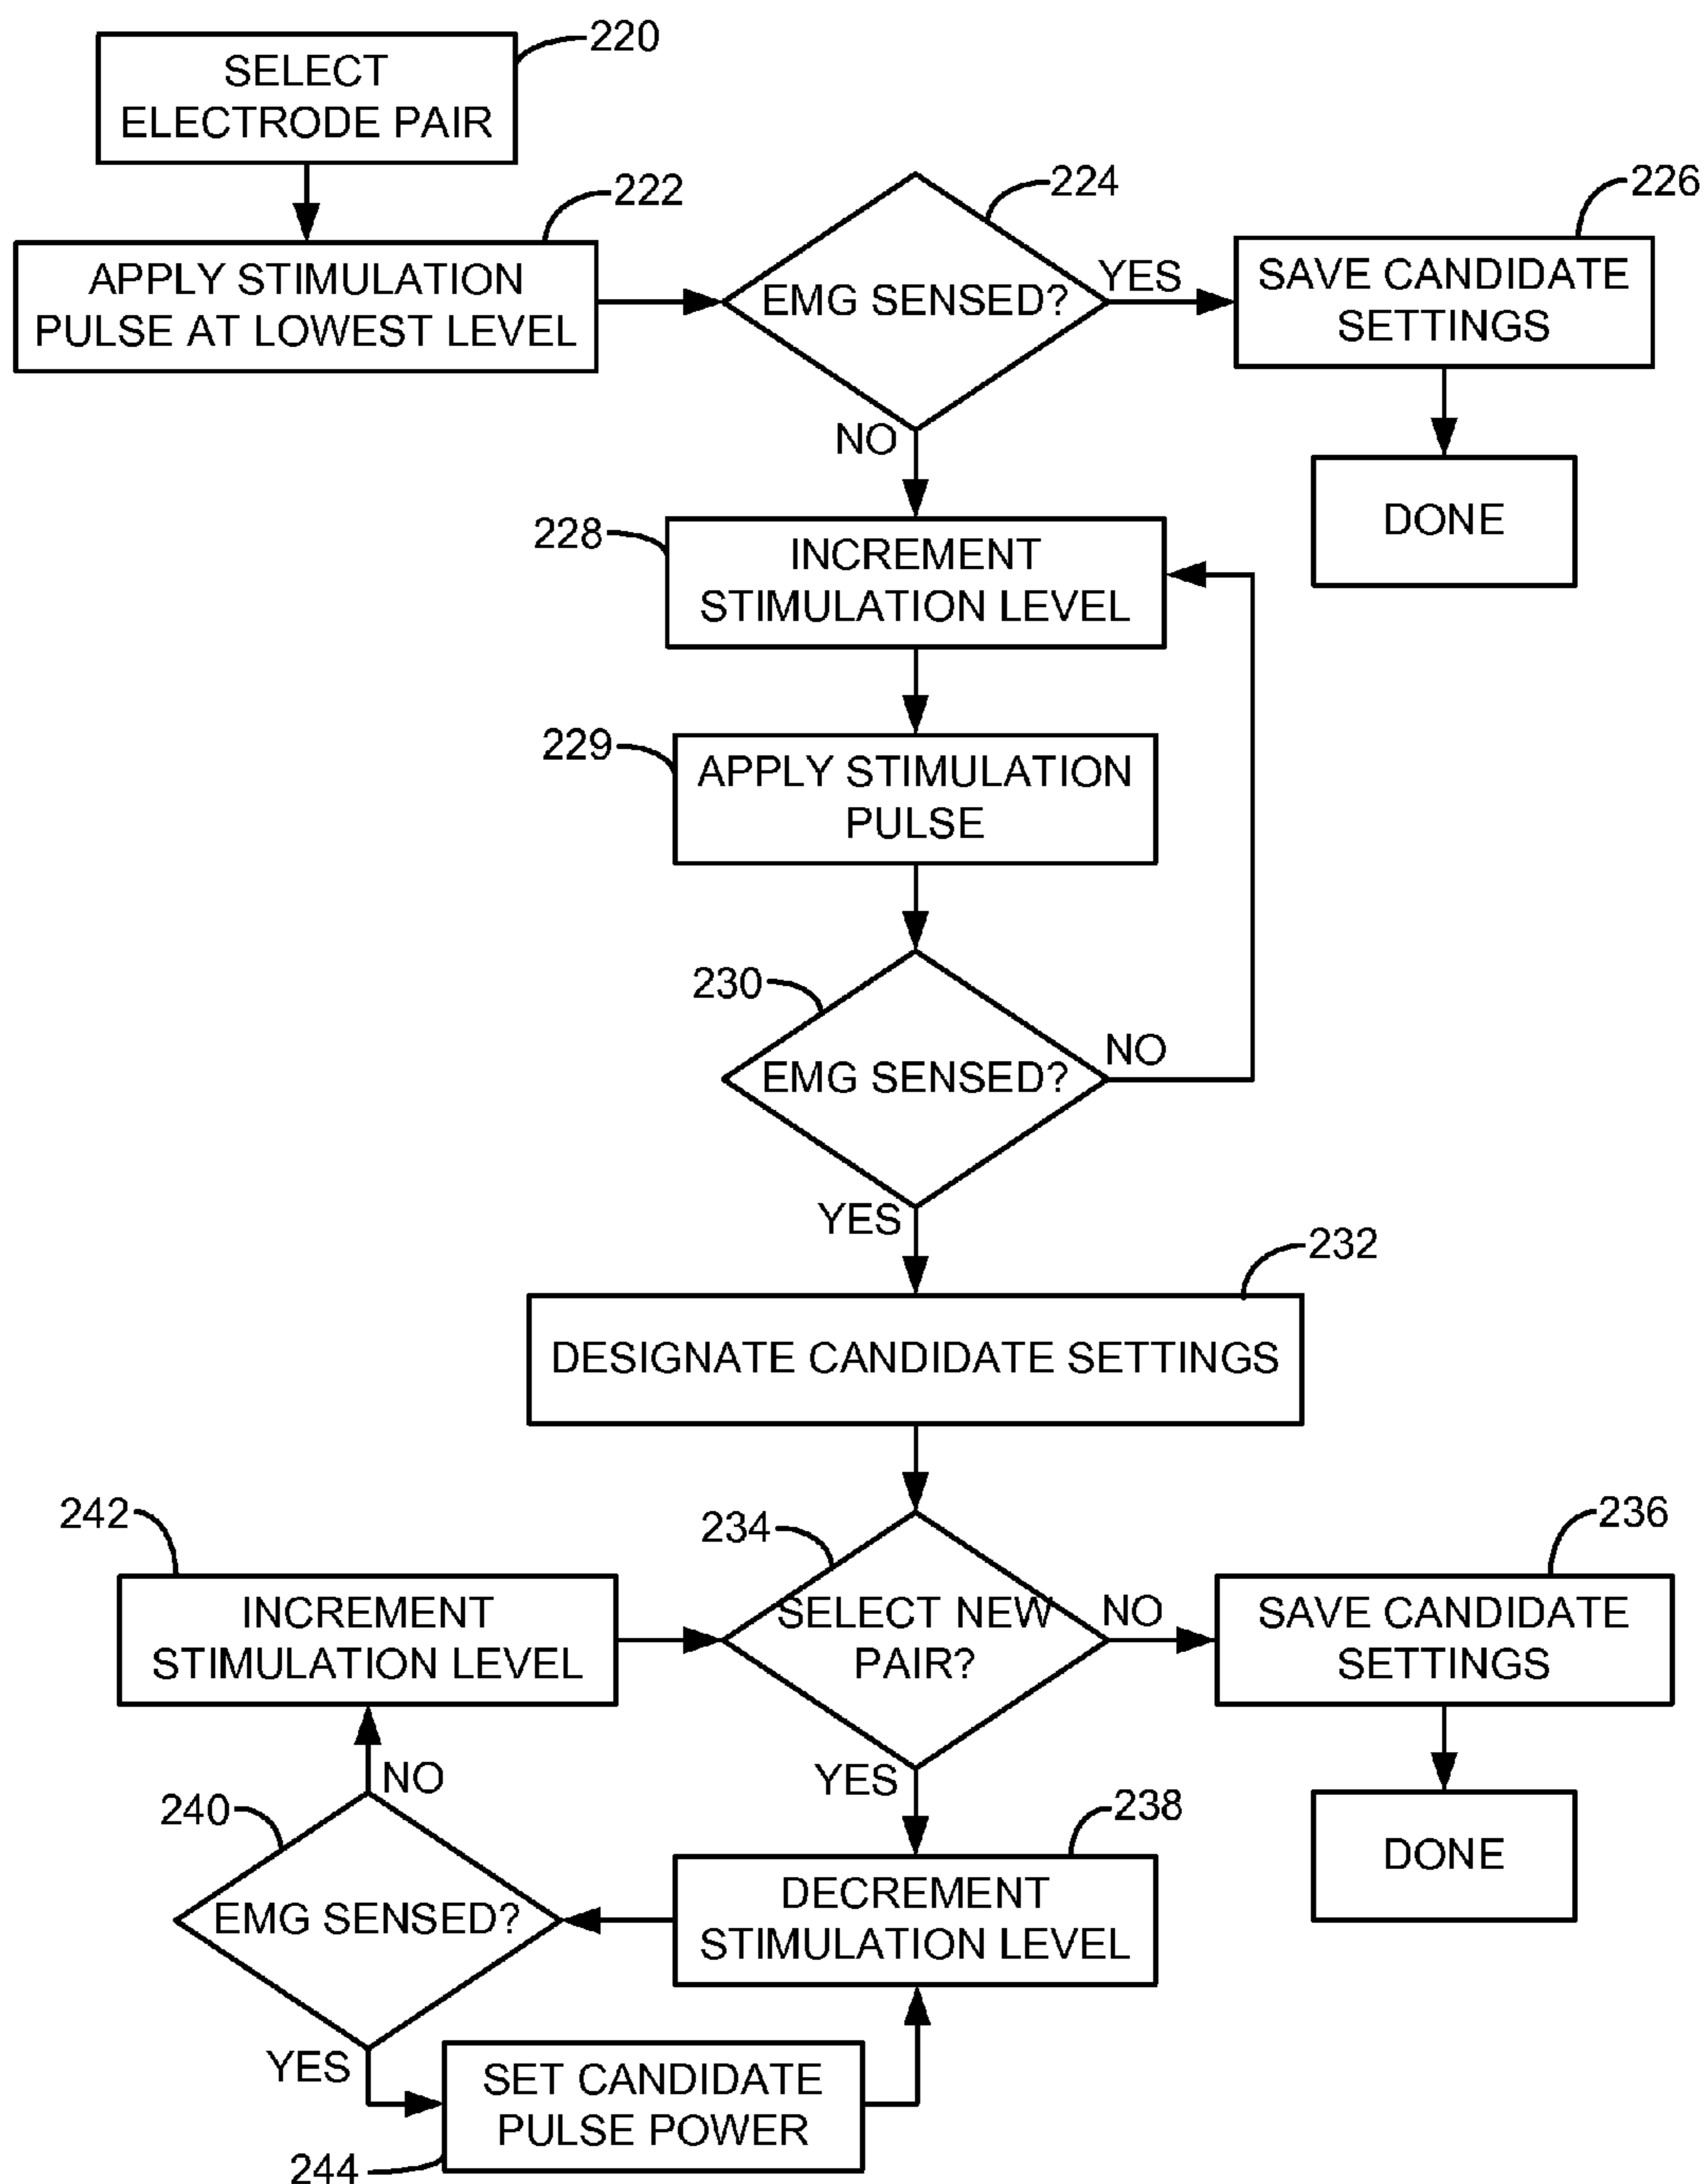 220
SELECT
ELECTRODE PAIR
222
APPLY STIMULATION
PULSE AT LOWEST LEVEL
224
EMG SENSED?
YES
226
SAVE CANDIDATE
SETTINGS
DONE
NO
228
INCREMENT
STIMULATION LEVEL
229
APPLY STIMULATION
PULSE
230
EMG SENSED?
NO
YES
232
DESIGNATE CANDIDATE SETTINGS
234
SELECT NEW
PAIR?
NO
236
SAVE CANDIDATE
SETTINGS
DONE
YES
238
DECREMENT
STIMULATION LEVEL
240
EMG SENSED?
NO
242
INCREMENT
STIMULATION LEVEL
YES
SET CANDIDATE
PULSE POWER
244